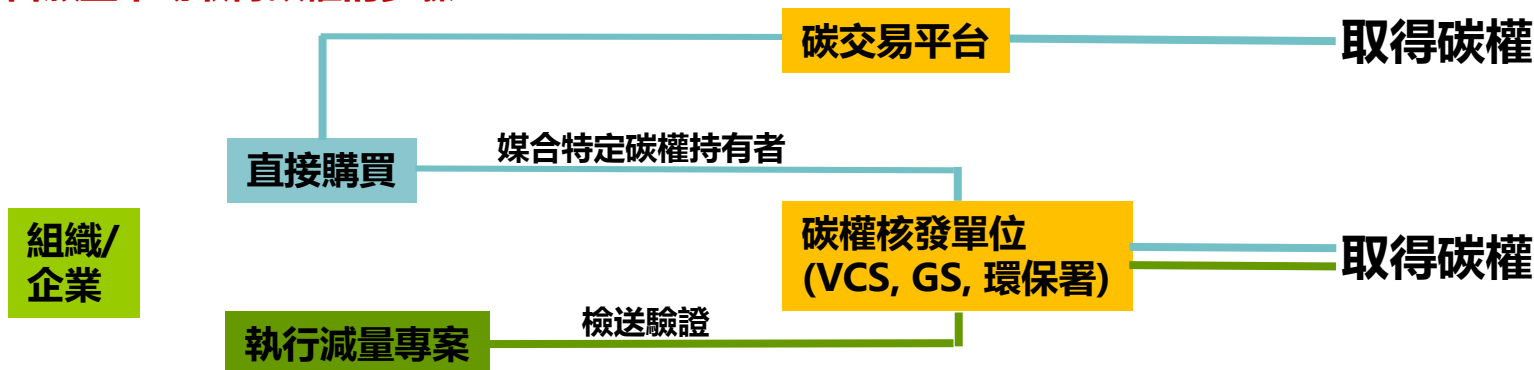 碳交易平台
取得碳權
媒合特定碳權持有者
直接購買
組織/
企業
碳權核發單位
(VCS, GS, 環保署)
取得碳權
檢送驗證
執行減量專案